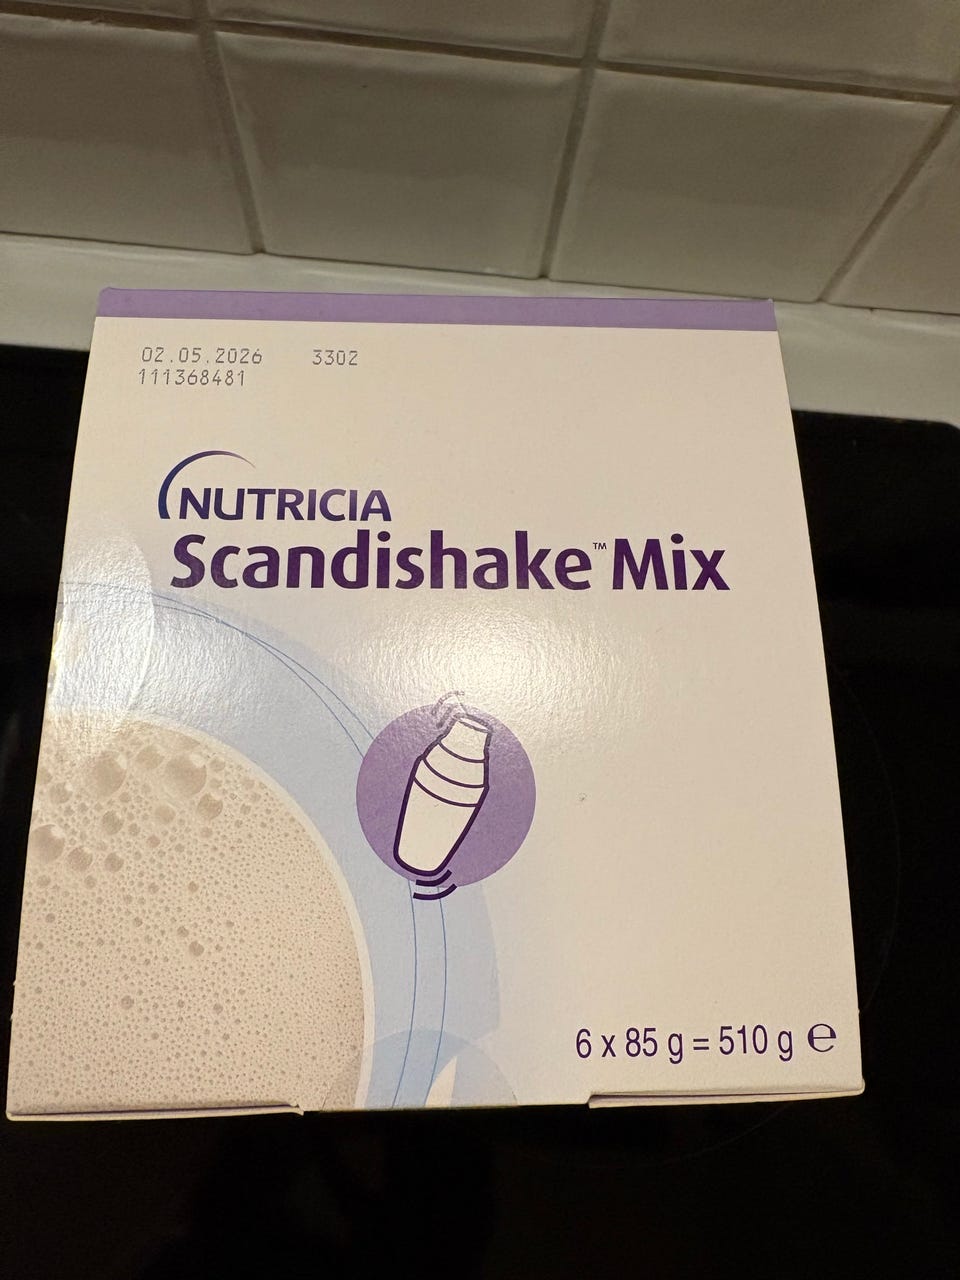 02.05.2026 3302
111368481
NUTRICIA
Scandishake™ Mix
6 x 85 g = 510 g ℮